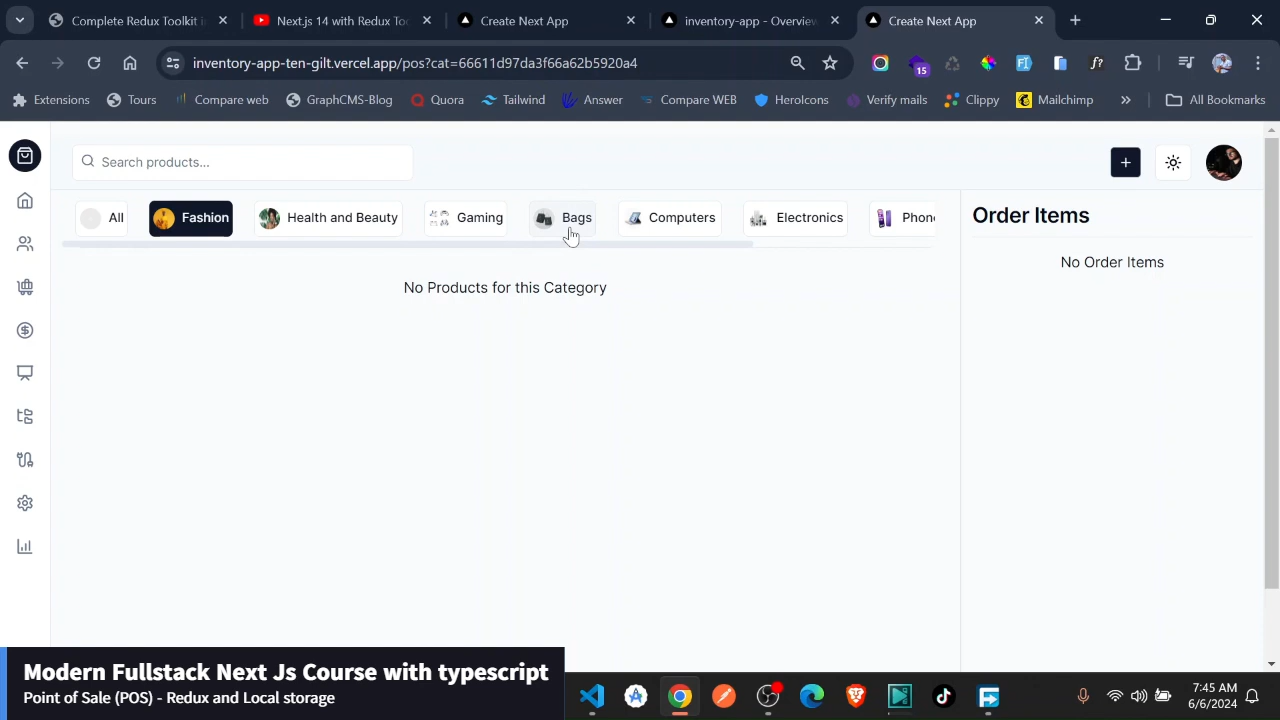 Complete Redux Toolkit i
Next.js 14 with Redux Too
Create Next App
inventory-app - Overview
Create Next App
inventory-app-ten-gilt.vercel.app/pos?cat=66611d97da3f66a62b5920a4
15
Extensions
Tours
Compare web
GraphCMS-Blog
Quora
Tailwind
Answer
Compare WEB
HeroIcons
Verify mails
Clippy
Mailchimp
All Bookmarks
Search products...
All
Fashion
Health and Beauty
Gaming
Bags
Computers
Electronics
Phone
Order Items
No Order Items
No Products for this Category
Modern Fullstack Next Js Course with typescript
Point of Sale (POS) - Redux and Local storage
7:45 AM
6/6/2024